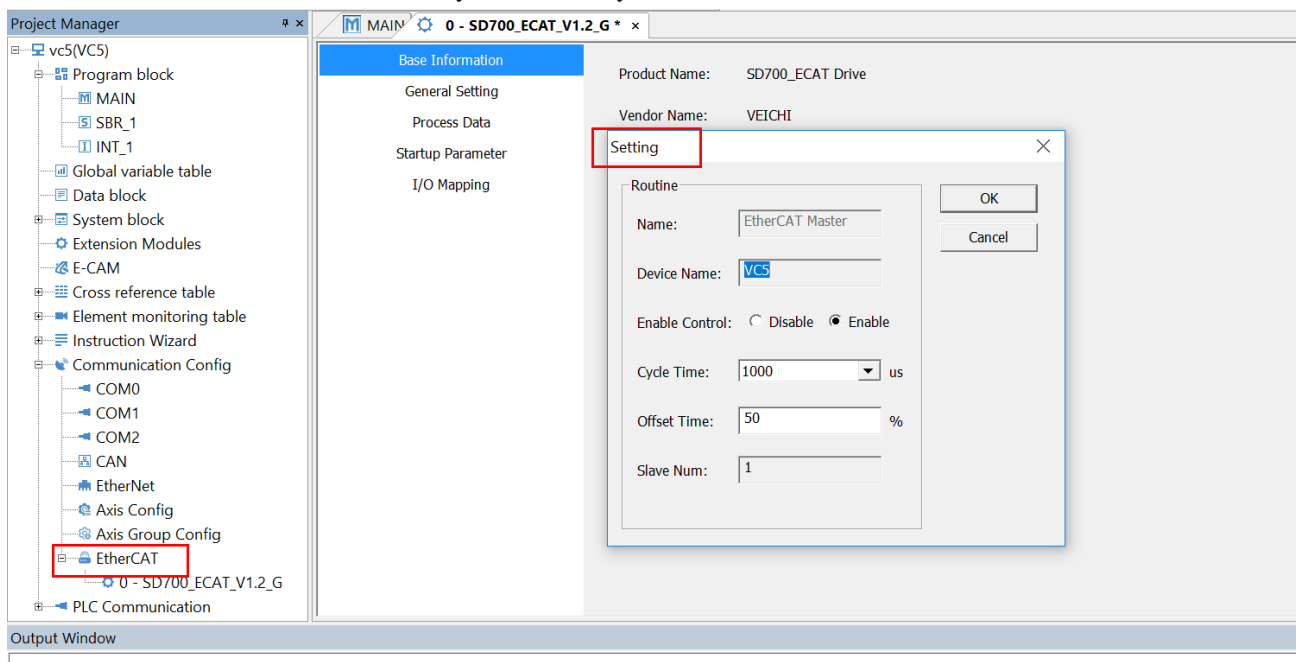 Project Manager
vc5(VC5)
Program block
MAIN
SBR_1
INT_1
Global variable table
Data block
System block
Extension Modules
E-CAM
Cross reference table
Element monitoring table
Instruction Wizard
Communication Config
COM0
COM1
COM2
CAN
EtherNet
Axis Config
Axis Group Config
EtherCAT
0 - SD700_ECAT_V1.2_G
PLC Communication
MAIN
0 - SD700_ECAT_V1.2_G *
Base Information
General Setting
Process Data
Startup Parameter
I/O Mapping
Product Name: SD700_ECAT Drive
Vendor Name: VEICHI
Setting
Routine
Name: EtherCAT Master
Device Name: VC5
Enable Control: Disable Enable
Cycle Time: 1000 us
Offset Time: 50 %
Slave Num: 1
OK
Cancel
Output Window